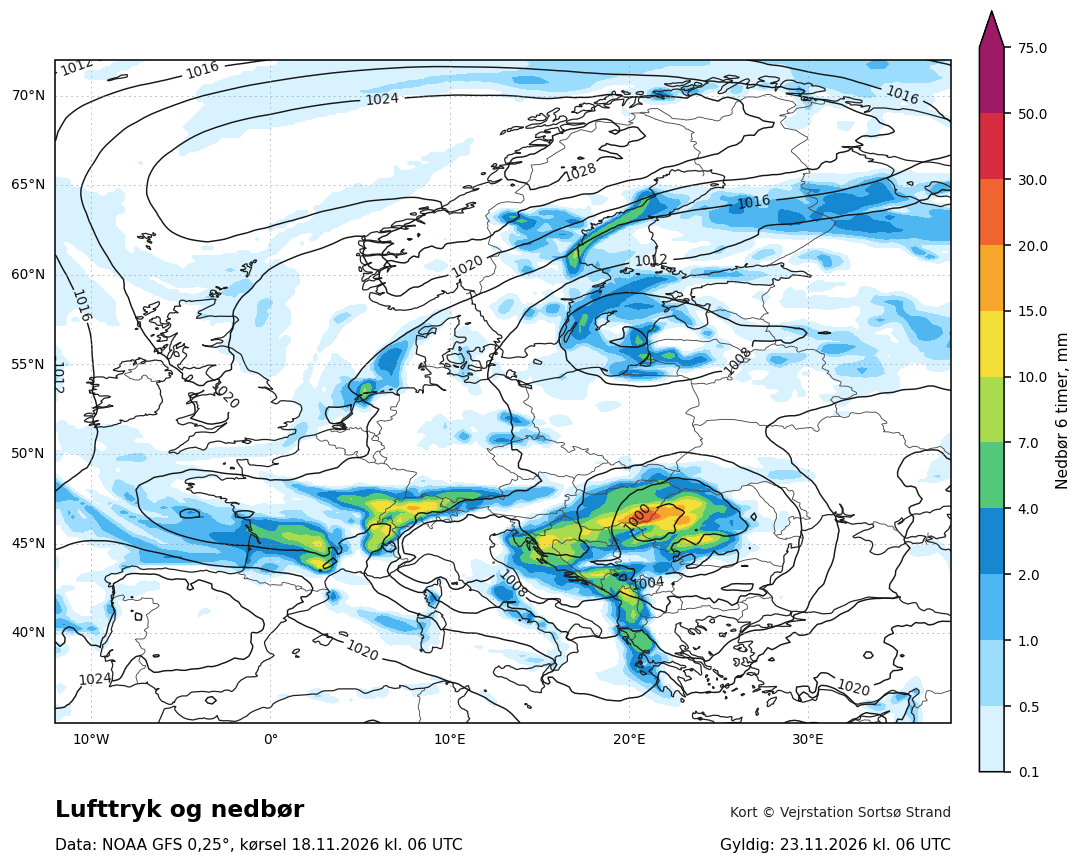 1012
1016
1024
1016
1028
1016
1020
1012
1016
1012
1008
1020
1000
1004
1008
1020
1024
1020
70°N
65°N
60°N
55°N
50°N
45°N
40°N
10°W
0°
10°E
20°E
30°E
75.0
50.0
30.0
20.0
15.0
10.0
7.0
4.0
2.0
1.0
0.5
0.1
Nedbør 6 timer, mm
Lufttryk og nedbør
Kort © Vejrstation Sortsø Strand
Data: NOAA GFS 0,25°, kørsel 18.11.2026 kl. 06 UTC
Gyldig: 23.11.2026 kl. 06 UTC